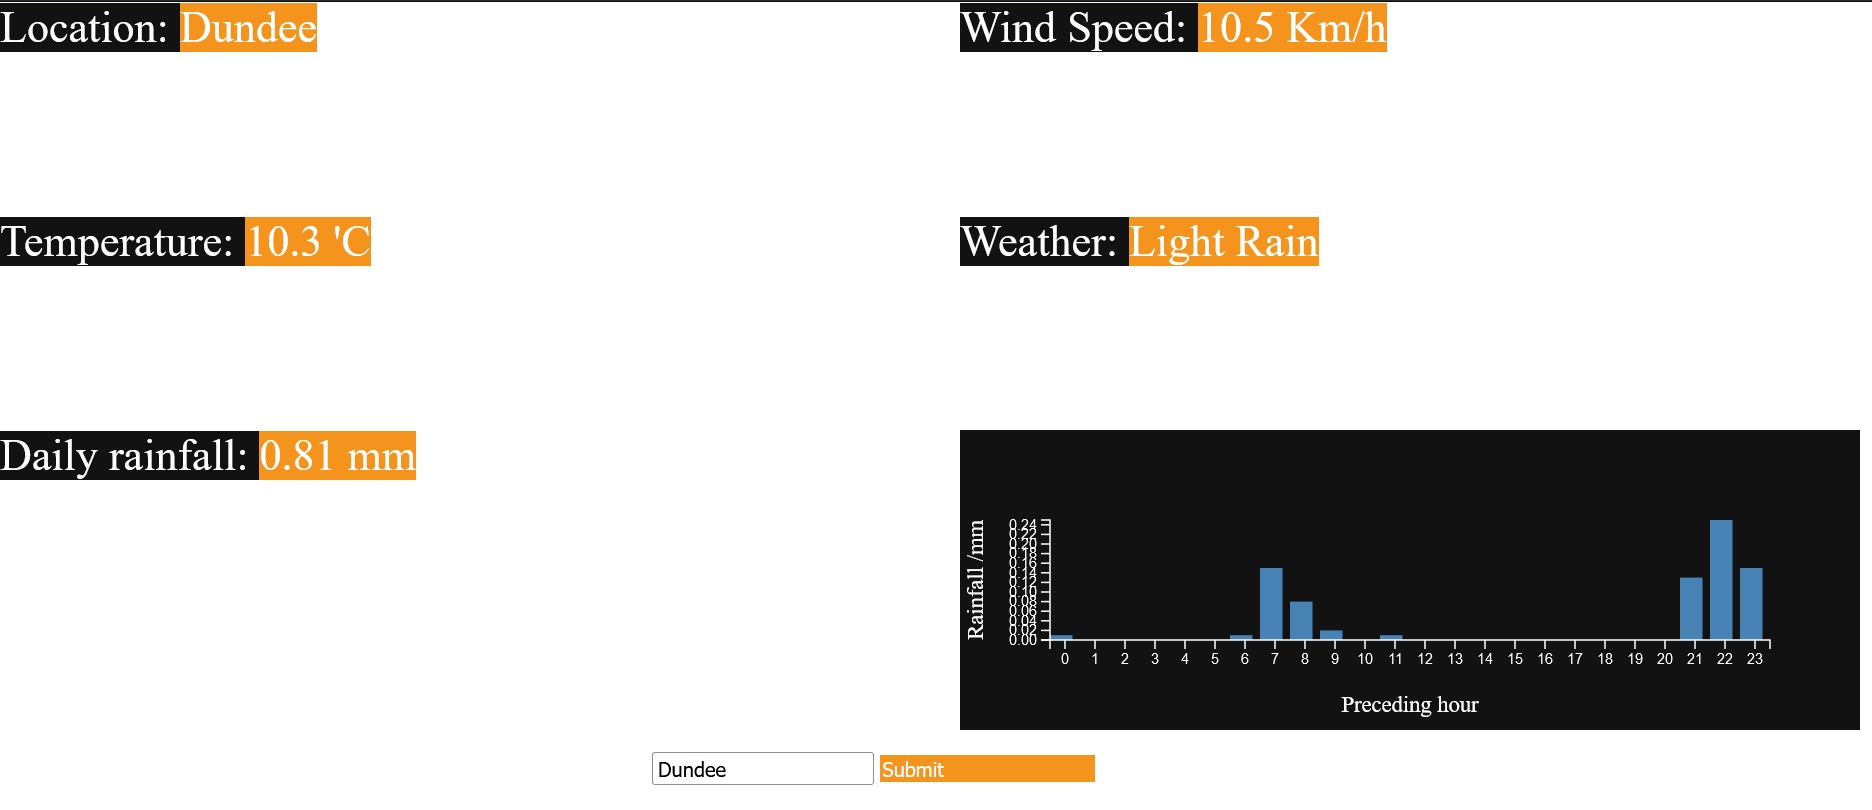 Location: Dundee
Wind Speed: 10.5 Km/h
Temperature: 10.3 'C
Weather: Light Rain
Daily rainfall: 0.81 mm
Rainfall /mm
0.24
0.22
0.20
0.18
0.16
0.14
0.12
0.10
0.08
0.06
0.04
0.02
0.00
0 1 2 3 4 5 6 7 8 9 10 11 12 13 14 15 16 17 18 19 20 21 22 23
Preceding hour
Dundee Submit